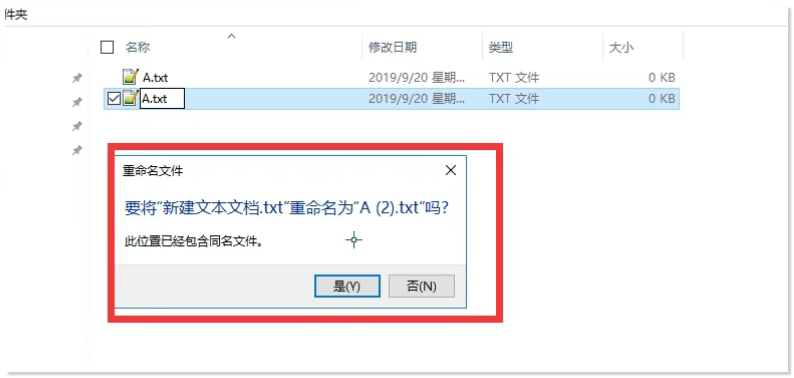 件夹
名称 修改日期 类型 大小
A.txt 2019/9/20 星期... TXT 文件 0 KB
A.txt 2019/9/20 星期... TXT 文件 0 KB
重命名文件
要将"新建文本文档.txt"重命名为"A (2).txt"吗?
此位置已经包含同名文件。
是(Y) 否(N)